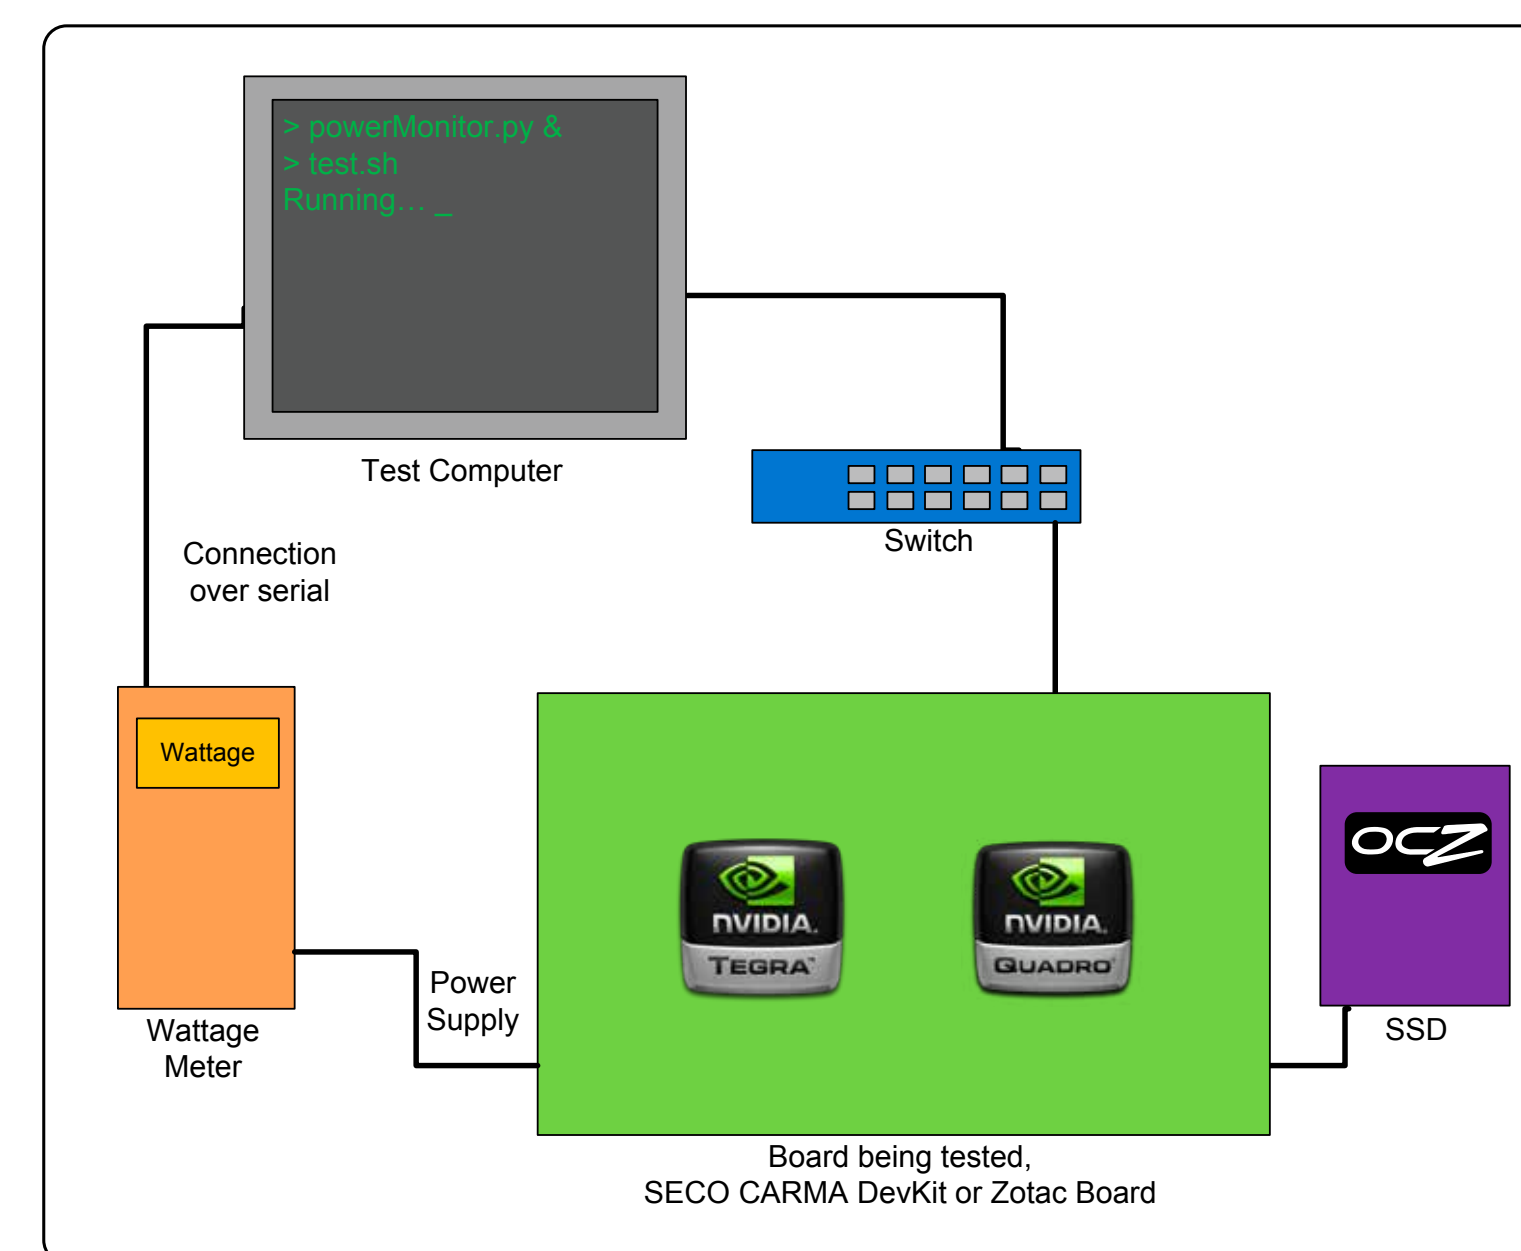 > powerMonitor.py &
> test.sh
Running... _
Test Computer
Switch
Connection
over serial
Wattage
Wattage
Meter
Power
Supply
NVIDIA.
TEGRA™
NVIDIA.
QUADRO
OCZ
SSD
Board being tested,
SECO CARMA DevKit or Zotac Board